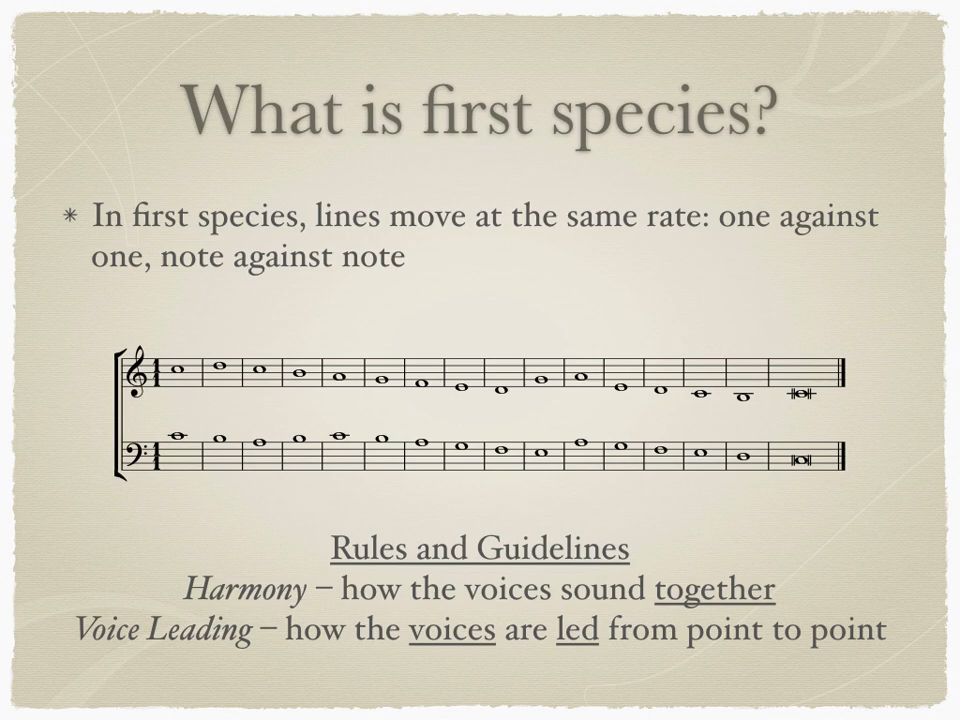 What is first species?
✴ In first species, lines move at the same rate: one against
one, note against note
Rules and Guidelines
Harmony – how the voices sound together
Voice Leading – how the voices are led from point to point